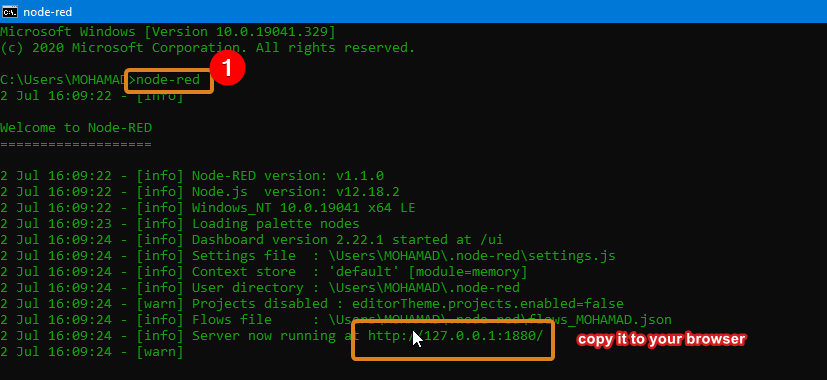 node-red
Microsoft Windows [Version 10.0.19041.329]
(c) 2020 Microsoft Corporation. All rights reserved.
C:\Users\MOHAMAD>node-red
1
2 Jul 16:09:22 - [info]
Welcome to Node-RED
===================
2 Jul 16:09:22 - [info] Node-RED version: v1.1.0
2 Jul 16:09:22 - [info] Node.js  version: v12.18.2
2 Jul 16:09:22 - [info] Windows_NT 10.0.19041 x64 LE
2 Jul 16:09:23 - [info] Loading palette nodes
2 Jul 16:09:24 - [info] Dashboard version 2.22.1 started at /ui
2 Jul 16:09:24 - [info] Settings file  : \Users\MOHAMAD\.node-red\settings.js
2 Jul 16:09:24 - [info] Context store  : 'default' [module=memory]
2 Jul 16:09:24 - [info] User directory : \Users\MOHAMAD\.node-red
2 Jul 16:09:24 - [warn] Projects disabled : editorTheme.projects.enabled=false
2 Jul 16:09:24 - [info] Flows file     : \Users\MOHAMAD\.node-red\flows_MOHAMAD.json
2 Jul 16:09:24 - [info] Server now running at http://127.0.0.1:1880/
copy it to your browser
2 Jul 16:09:24 - [warn]